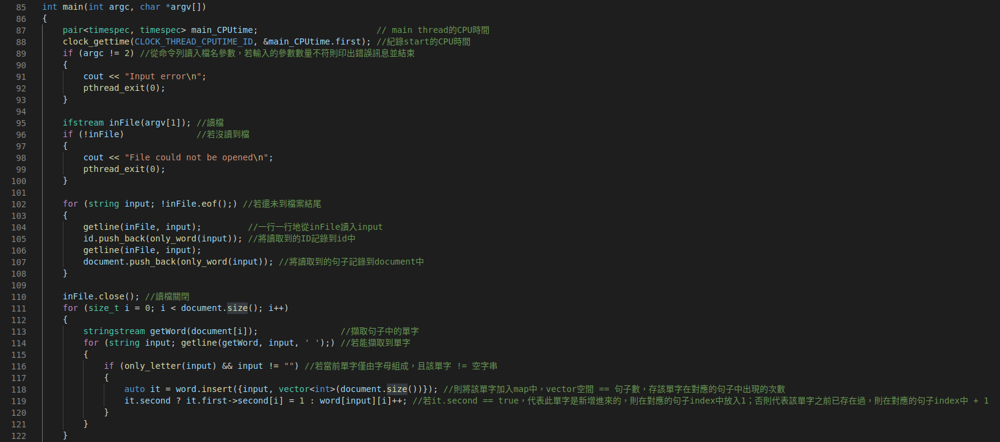 85 int main(int argc, char *argv[])
86 {
87     pair<timespec, timespec> main_CPUtime;                       // main thread的CPU時間
88     clock_gettime(CLOCK_THREAD_CPUTIME_ID, &main_CPUtime.first); //紀錄start的CPU時間
89     if (argc != 2) //從命令列讀入檔名參數，若輸入的參數數量不符則印出錯誤訊息並結束
90     {
91         cout << "Input error\n";
92         pthread_exit(0);
93     }
94
95     ifstream inFile(argv[1]); //讀檔
96     if (!inFile)              //若沒讀到檔
97     {
98         cout << "File could not be opened\n";
99         pthread_exit(0);
100     }
101
102     for (string input; !inFile.eof();) //若還未到檔案結尾
103     {
104         getline(inFile, input);         //一行一行地從inFile讀入input
105         id.push_back(only_word(input)); //將讀取到的ID記錄到id中
106         getline(inFile, input);
107         document.push_back(only_word(input)); //將讀取到的句子記錄到document中
108     }
109
110     inFile.close(); //讀檔關閉
111     for (size_t i = 0; i < document.size(); i++)
112     {
113         stringstream getWord(document[i]);                //擷取句子中的單字
114         for (string input; getline(getWord, input, ' ');) //若能擷取到單字
115         {
116             if (only_letter(input) && input != "") //若當前單字僅由字母組成，且該單字 != 空字串
117             {
118                 auto it = word.insert({input, vector<int>(document.size())}); //則將該單字加入map中，vector空間 == 句子數，存該單字在對應的句子中出現的次數
119                 it.second ? it.first->second[i] = 1 : word[input][i]++; //若it.second == true，代表此單字是新增進來的，則在對應的句子index中放入1；否則代表該單字之前已存在過，則在對應的句子index中 + 1
120             }
121         }
122     }